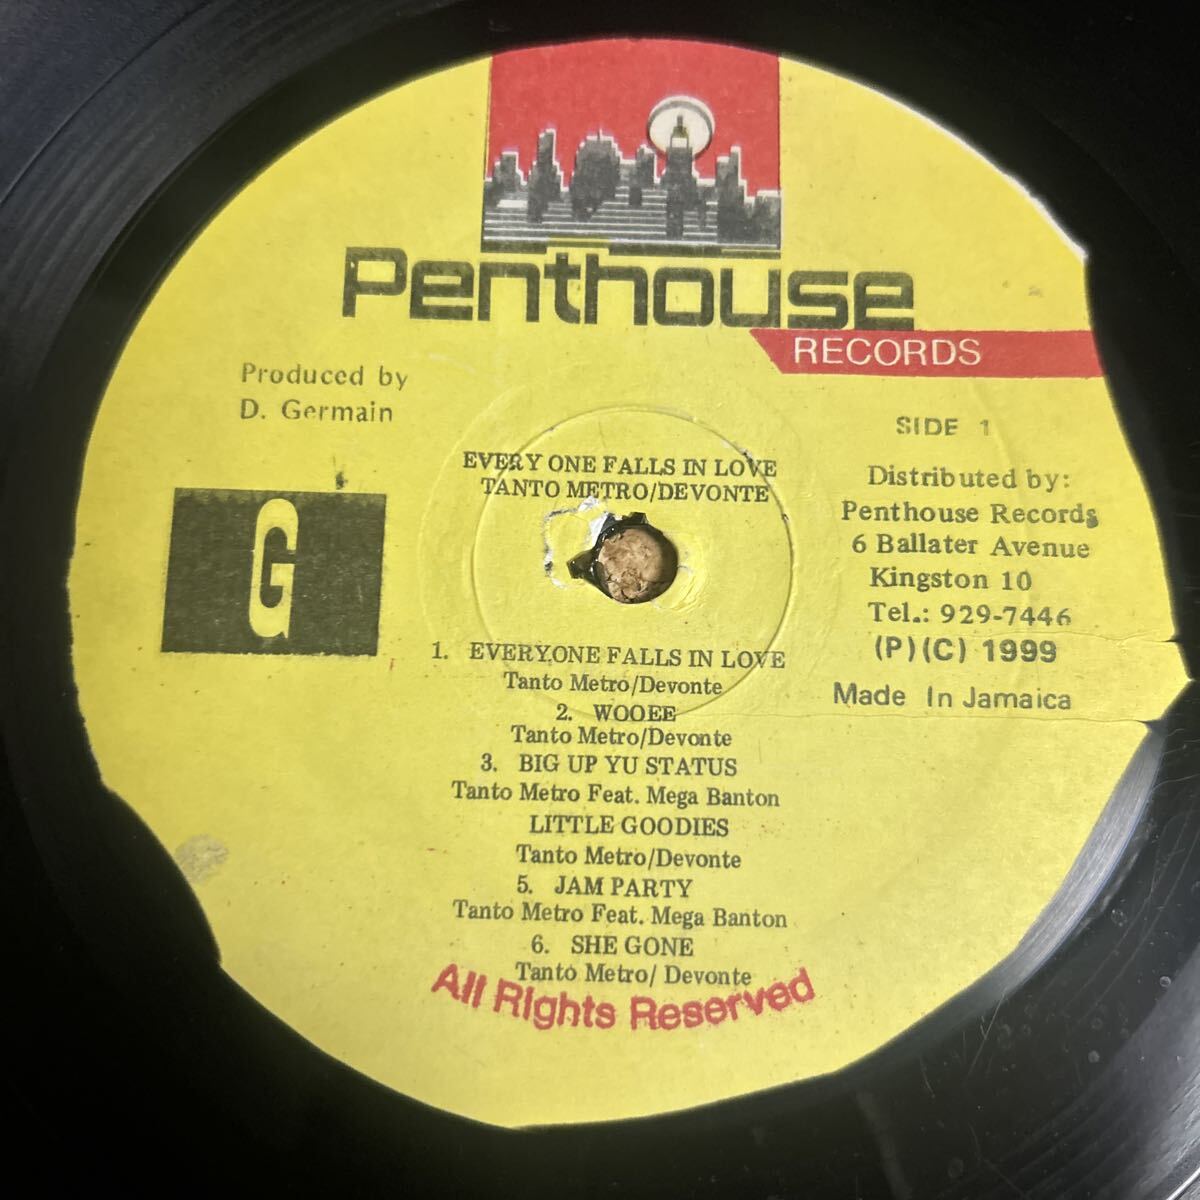 Penthouse
RECORDS
Produced by
D. Germain
SIDE 1
EVERY ONE FALLS IN LOVE
TANTO METRO/DEVONTE
G
Distributed by:
Penthouse Records
6 Ballater Avenue
Kingston 10
Tel.: 929-7446
(P)(C) 1999
Made In Jamaica
1. EVERYONE FALLS IN LOVE
Tanto Metro/Devonte
2. WOOEE
Tanto Metro/Devonte
3. BIG UP YU STATUS
Tanto Metro Feat. Mega Banton
LITTLE GOODIES
Tanto Metro/Devonte
5. JAM PARTY
Tanto Metro Feat. Mega Banton
6. SHE GONE
Tanto Metro/ Devonte
All Rights Reserved